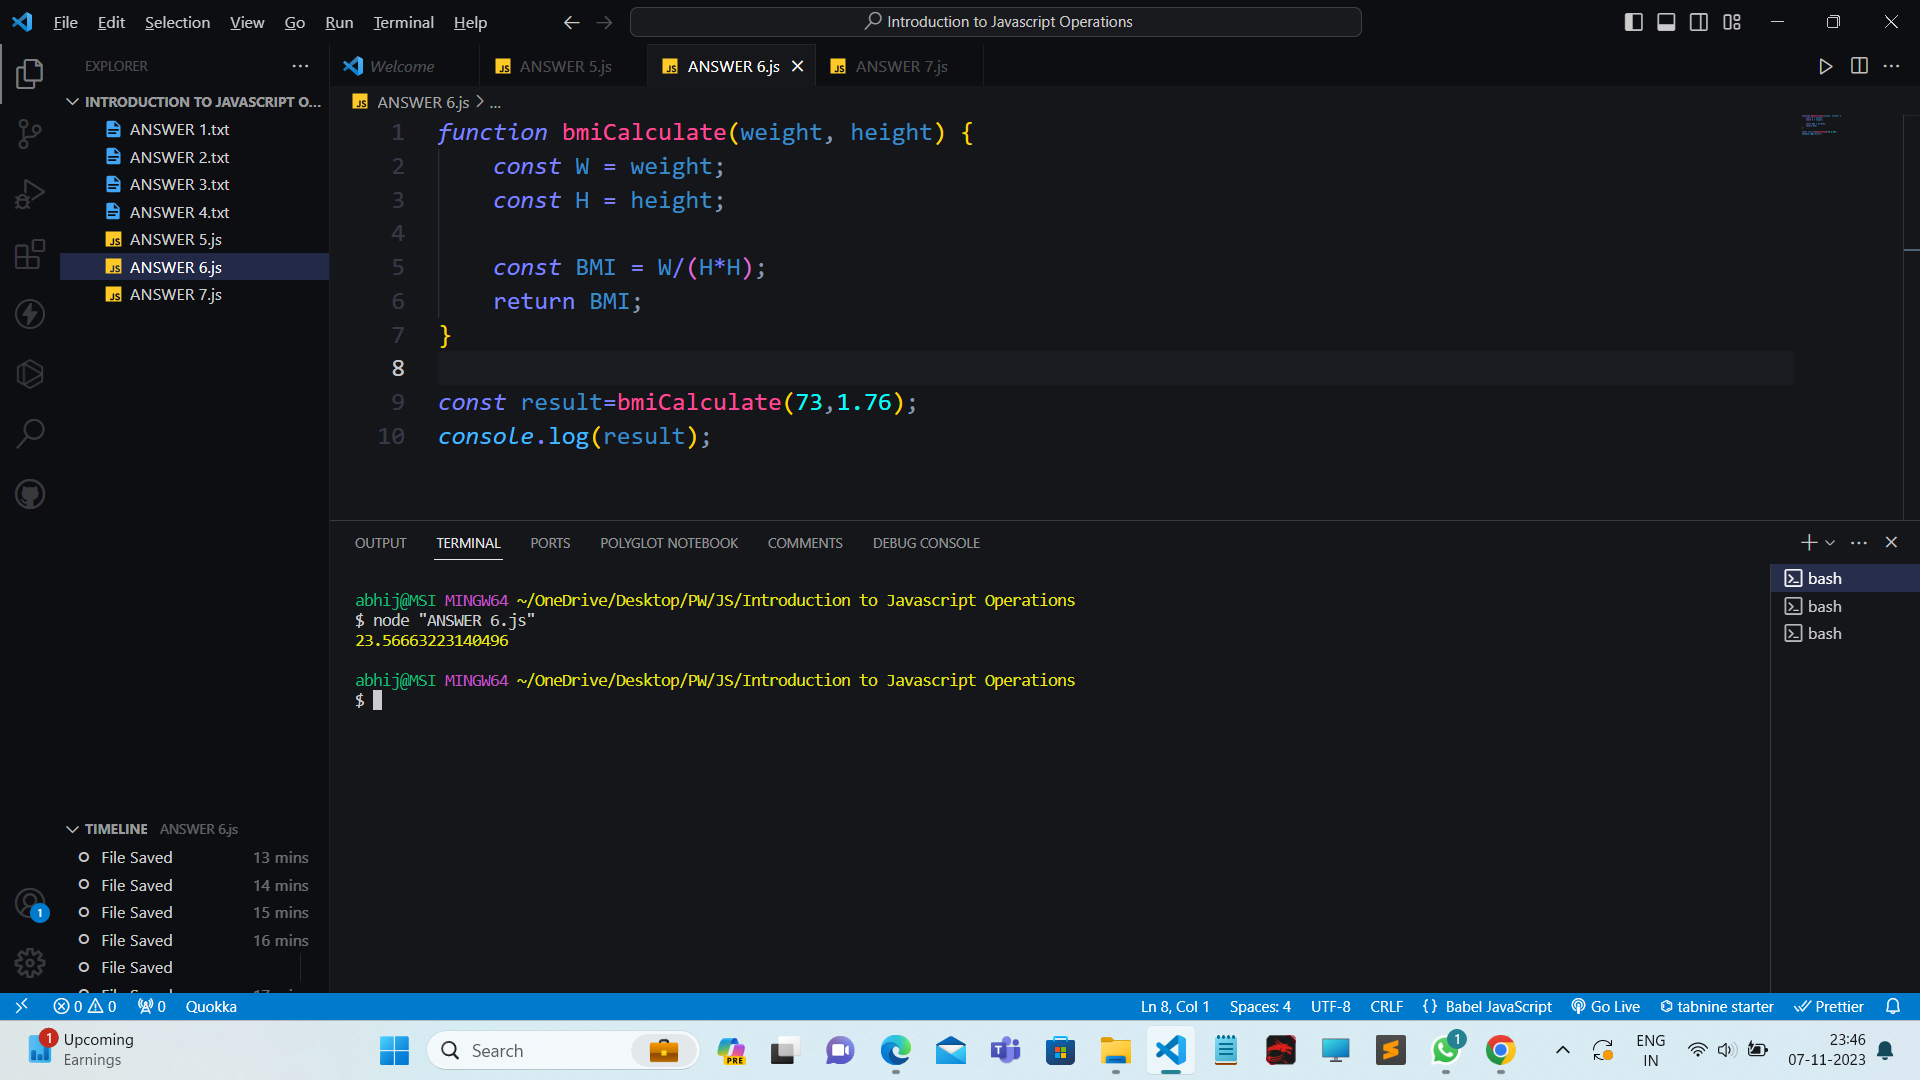 File Edit Selection View Go Run Terminal Help
Introduction to Javascript Operations
EXPLORER
Welcome
ANSWER 5.js
ANSWER 6.js
ANSWER 7.js
INTRODUCTION TO JAVASCRIPT O...
ANSWER 1.txt
ANSWER 2.txt
ANSWER 3.txt
ANSWER 4.txt
ANSWER 5.js
ANSWER 6.js
ANSWER 7.js
ANSWER 6.js > ...
1 function bmiCalculate(weight, height) {
2 const W = weight;
3 const H = height;
4
5 const BMI = W/(H*H);
6 return BMI;
7 }
8
9 const result=bmiCalculate(73,1.76);
10 console.log(result);
OUTPUT TERMINAL PORTS POLYGLOT NOTEBOOK COMMENTS DEBUG CONSOLE
abhij@MSI MINGW64 ~/OneDrive/Desktop/PW/JS/Introduction to Javascript Operations
$ node "ANSWER 6.js"
23.56663223140496
abhij@MSI MINGW64 ~/OneDrive/Desktop/PW/JS/Introduction to Javascript Operations
$
bash
bash
bash
TIMELINE ANSWER 6.js
File Saved 13 mins
File Saved 14 mins
File Saved 15 mins
File Saved 16 mins
File Saved
1
0 0 0 Quokka
Ln 8, Col 1 Spaces: 4 UTF-8 CRLF {} Babel JavaScript Go Live tabnine starter Prettier
1
Upcoming
Earnings
Search
PRE
1
ENG
IN
23:46
07-11-2023